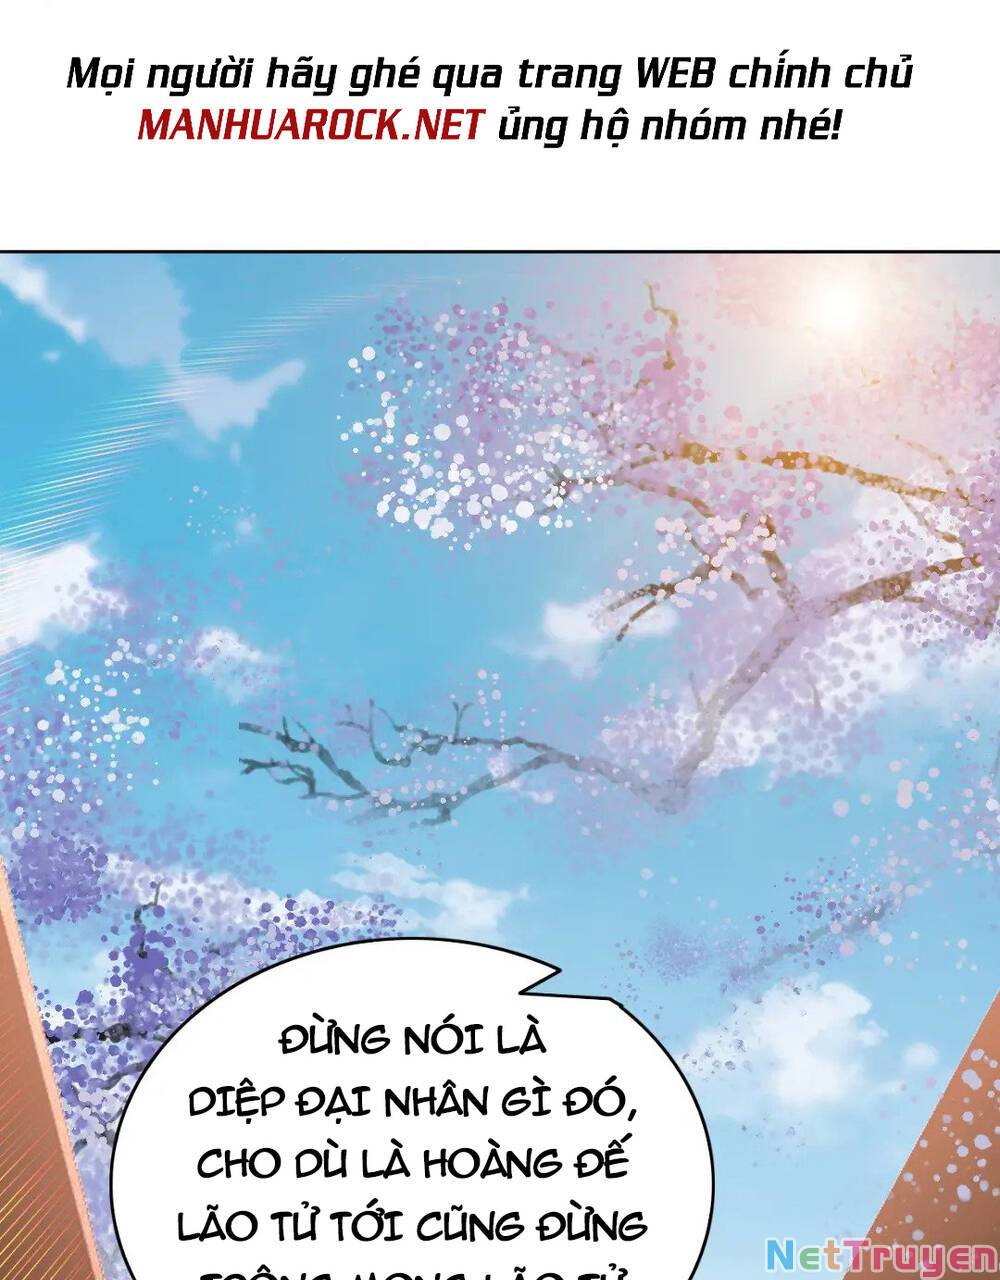 Mọi người hãy ghé qua trang WEB chính chủ
MANHUAROCK.NET ủng hộ nhóm nhé!
ĐỪNG NÓI LÀ
DIỆP ĐẠI NHÂN GÌ ĐÓ,
CHO DÙ LÀ HOÀNG ĐẾ
LÃO TỬ TỚI CŨNG ĐỪNG
NetTruyen